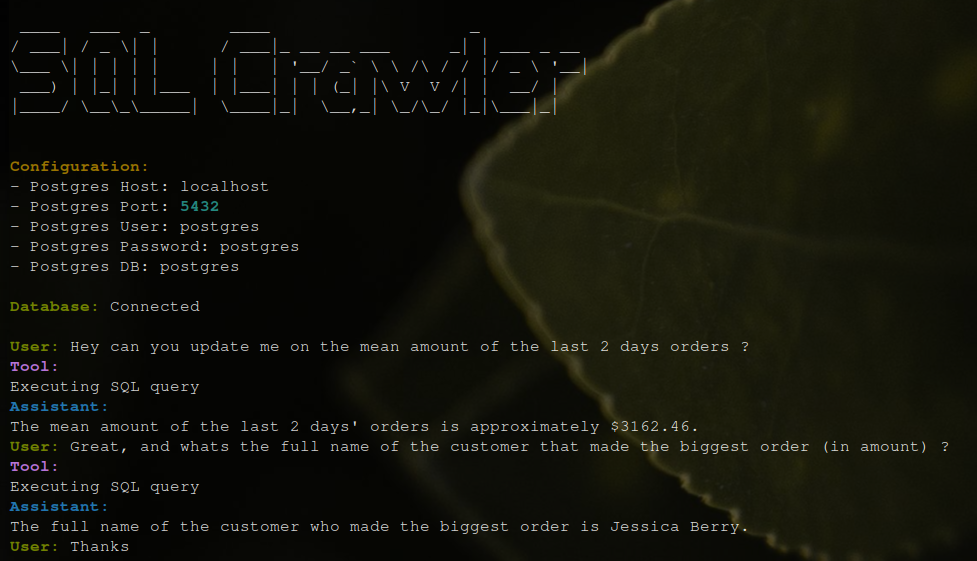 SQL Crawler
Configuration:
- Postgres Host: localhost
- Postgres Port: 5432
- Postgres User: postgres
- Postgres Password: postgres
- Postgres DB: postgres
Database: Connected
User: Hey can you update me on the mean amount of the last 2 days orders ?
Tool:
Executing SQL query
Assistant:
The mean amount of the last 2 days' orders is approximately $3162.46.
User: Great, and whats the full name of the customer that made the biggest order (in amount) ?
Tool:
Executing SQL query
Assistant:
The full name of the customer who made the biggest order is Jessica Berry.
User: Thanks